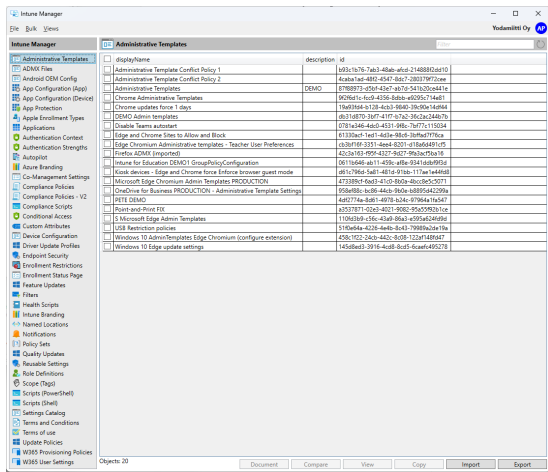 Intune Manager
File Bulk Views
Yodamiitti Oy AP
Intune Manager
Administrative Templates
Filter
Administrative Templates
ADMX Files
Android OEM Config
App Configuration (App)
App Configuration (Device)
App Protection
Apple Enrollment Types
Applications
Authentication Context
Authentication Strengths
Autopilot
Azure Branding
Co-Management Settings
Compliance Policies
Compliance Policies - V2
Compliance Scripts
Conditional Access
Custom Attributes
Device Configuration
Driver Update Profiles
Endpoint Security
Enrollment Restrictions
Enrollment Status Page
Feature Updates
Filters
Health Scripts
Intune Branding
Named Locations
Notifications
Policy Sets
Quality Updates
Reusable Settings
Role Definitions
Scope (Tags)
Scripts (PowerShell)
Scripts (Shell)
Settings Catalog
Terms and Conditions
Terms of use
Update Policies
W365 Provisioning Policies
W365 User Settings
displayName description id
Administrative Template Conflict Policy 1
Administrative Template Conflict Policy 2
Administrative Templates DEMO
Chrome Administrative Templates
Chrome updates force 1 days
DEMO Admin templates
Disable Teams autostart
Edge and Chrome Sites to Allow and Block
Edge Chromium Administrative templates - Teacher User Preferences
Firefox ADMX (imported)
Intune for Education DEMO1 GroupPolicyConfiguration
Kiosk devices - Edge and Chrome force Enforce browser guest mode
Microsoft Edge Chromium Admin Templates PRODUCTION
OneDrive for Business PRODUCTION - Administrative Template Settings
PETE DEMO
Point-and-Print FIX
S Microsoft Edge Admin Templates
USB Restriction policies
Windows 10 AdminTemplates Edge Chromium (configure extension)
Windows 10 Edge update settings
Objects: 20
Document Compare View Copy Import Export